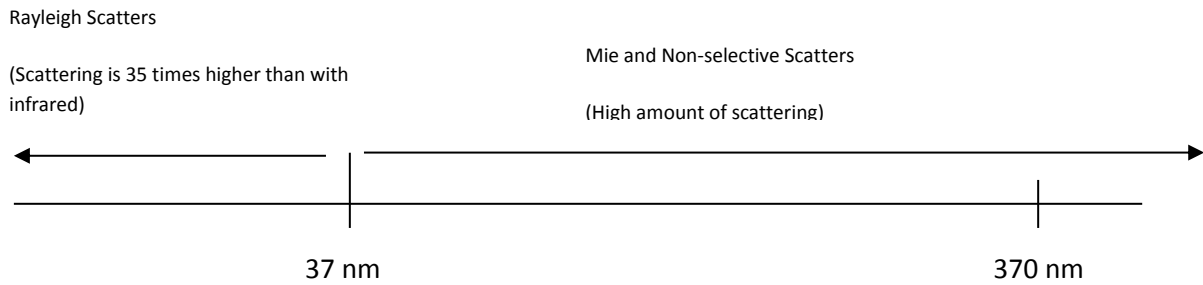 Rayleigh Scatters
(Scattering is 35 times higher than with
infrared)
Mie and Non-selective Scatters
(High amount of scattering)
37 nm
370 nm